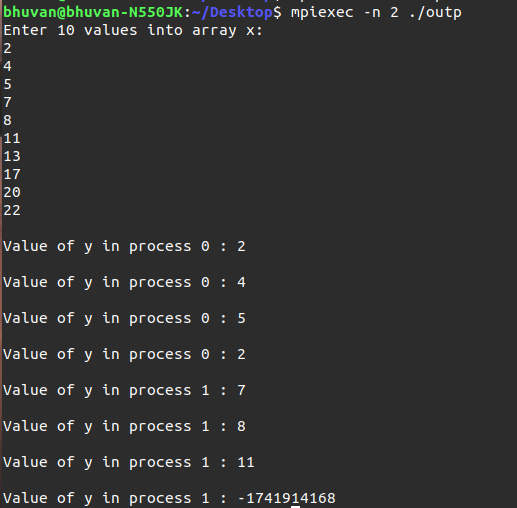 bhuvan@bhuvan-N550JK:~/Desktop$ mpiexec -n 2 ./outp
Enter 10 values into array x:
2
4
5
7
8
11
13
17
20
22
Value of y in process 0 : 2
Value of y in process 0 : 4
Value of y in process 0 : 5
Value of y in process 0 : 2
Value of y in process 1 : 7
Value of y in process 1 : 8
Value of y in process 1 : 11
Value of y in process 1 : -1741914168